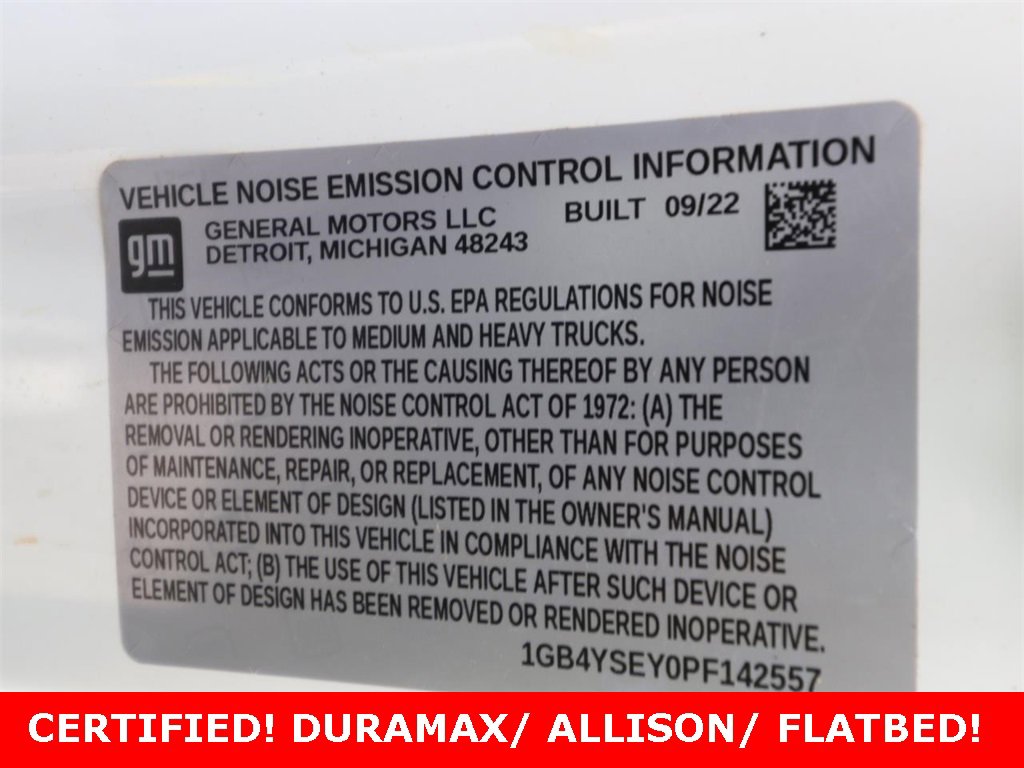 VEHICLE NOISE EMISSION CONTROL INFORMATION
gm
GENERAL MOTORS LLC
DETROIT, MICHIGAN 48243
BUILT 09/22
THIS VEHICLE CONFORMS TO U.S. EPA REGULATIONS FOR NOISE
EMISSION APPLICABLE TO MEDIUM AND HEAVY TRUCKS.
THE FOLLOWING ACTS OR THE CAUSING THEREOF BY ANY PERSON
ARE PROHIBITED BY THE NOISE CONTROL ACT OF 1972: (A) THE
REMOVAL OR RENDERING INOPERATIVE, OTHER THAN FOR PURPOSES
OF MAINTENANCE, REPAIR, OR REPLACEMENT, OF ANY NOISE CONTROL
DEVICE OR ELEMENT OF DESIGN (LISTED IN THE OWNER'S MANUAL)
INCORPORATED INTO THIS VEHICLE IN COMPLIANCE WITH THE NOISE
CONTROL ACT; (B) THE USE OF THIS VEHICLE AFTER SUCH DEVICE OR
ELEMENT OF DESIGN HAS BEEN REMOVED OR RENDERED INOPERATIVE.
1GB4YSEY0PF142557
CERTIFIED! DURAMAX/ ALLISON/ FLATBED!